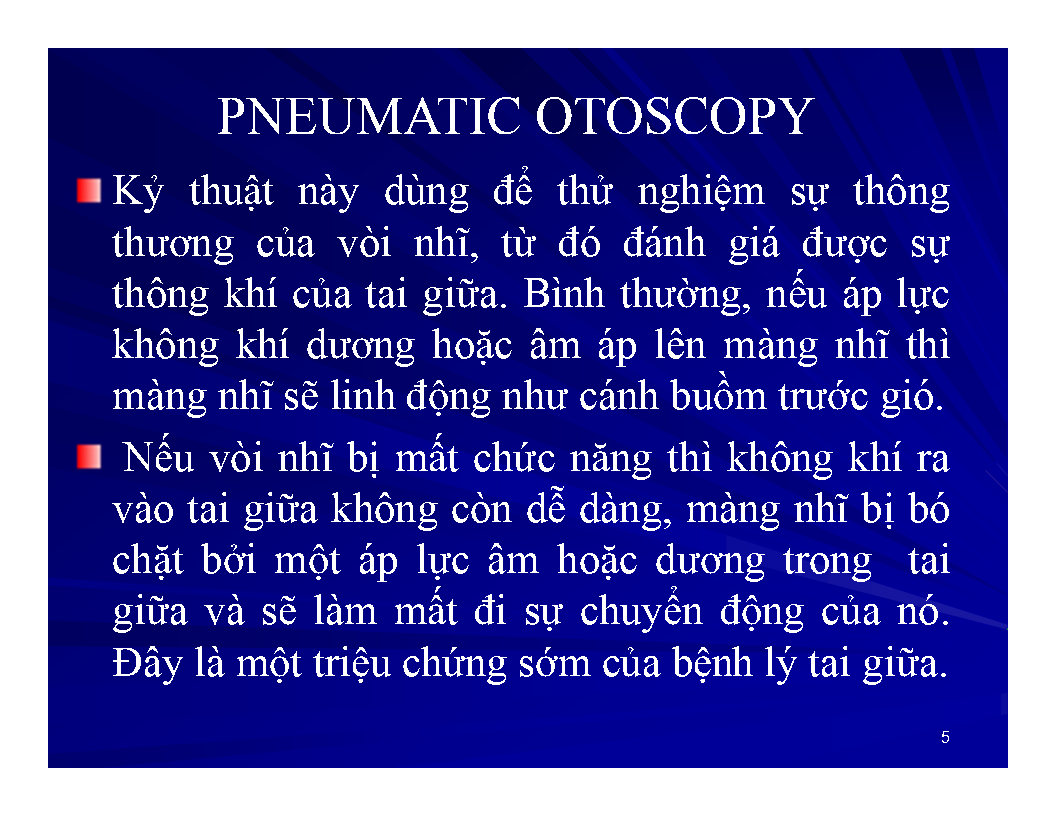 PNEUMATIC OTOSCOPY
Kỷ thuật này dùng để thử nghiệm sự thông
thương của vòi nhĩ, từ đó đánh giá được sự
thông khí của tai giữa. Bình thường, nếu áp lực
không khí dương hoặc âm áp lên màng nhĩ thì
màng nhĩ sẽ linh động như cánh buồm trước gió.
Nếu vòi nhĩ bị mất chức năng thì không khí ra
vào tai giữa không còn dễ dàng, màng nhĩ bị bó
chặt bởi một áp lực âm hoặc dương trong tai
giữa và sẽ làm mất đi sự chuyển động của nó.
Đây là một triệu chứng sớm của bệnh lý tai giữa.
5